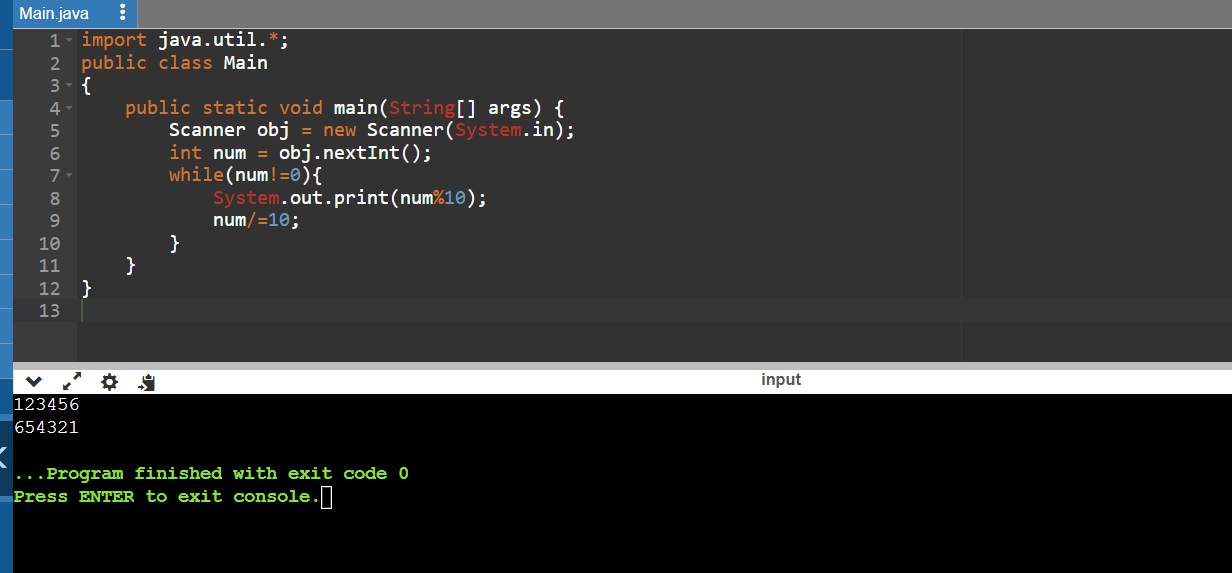 Main.java
1 import java.util.*;
2 public class Main
3 {
4     public static void main(String[] args) {
5         Scanner obj = new Scanner(System.in);
6         int num = obj.nextInt();
7         while(num!=0){
8             System.out.print(num%10);
9             num/=10;
10         }
11     }
12 }
13
input
123456
654321
...Program finished with exit code 0
Press ENTER to exit console.